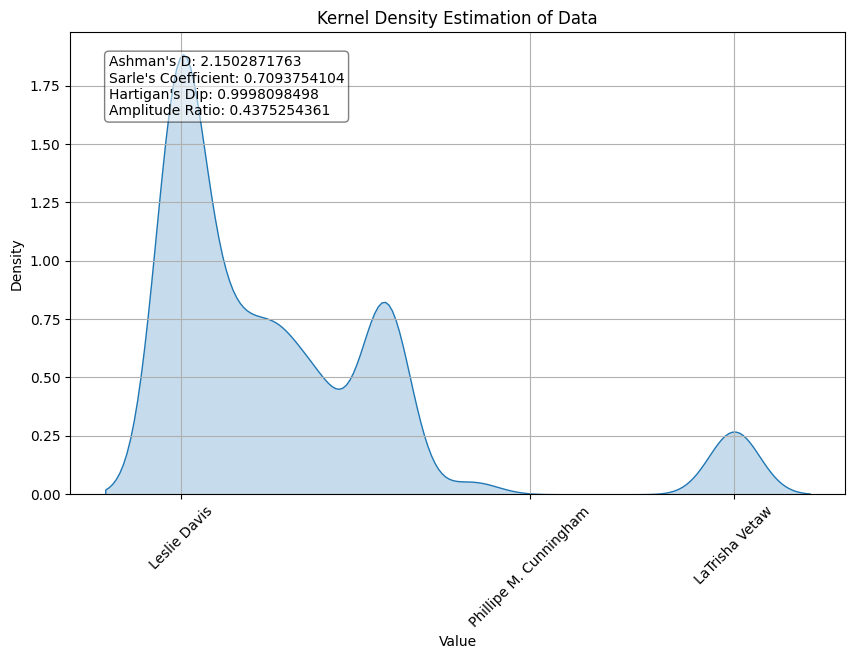 Kernel Density Estimation of Data
Ashman's D: 2.1502871763
Sarle's Coefficient: 0.7093754104
Hartigan's Dip: 0.9998098498
Amplitude Ratio: 0.4375254361
Density
1.75
1.50
1.25
1.00
0.75
0.50
0.25
0.00
Leslie Davis
Phillipe M. Cunningham
LaTrisha Vetaw
Value